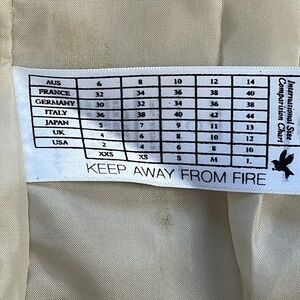 AUS 6 8 10 12 14
FRANCE 32 34 36 38 40
GERMANY 30 32 34 36 38
ITALY 36 38 40 42 44
JAPAN 5 7 9 11 13
UK 4 6 8 10 12
USA 2 4 6 8 10
XXS XS S M L
International Size
Comparison Chart
KEEP AWAY FROM FIRE